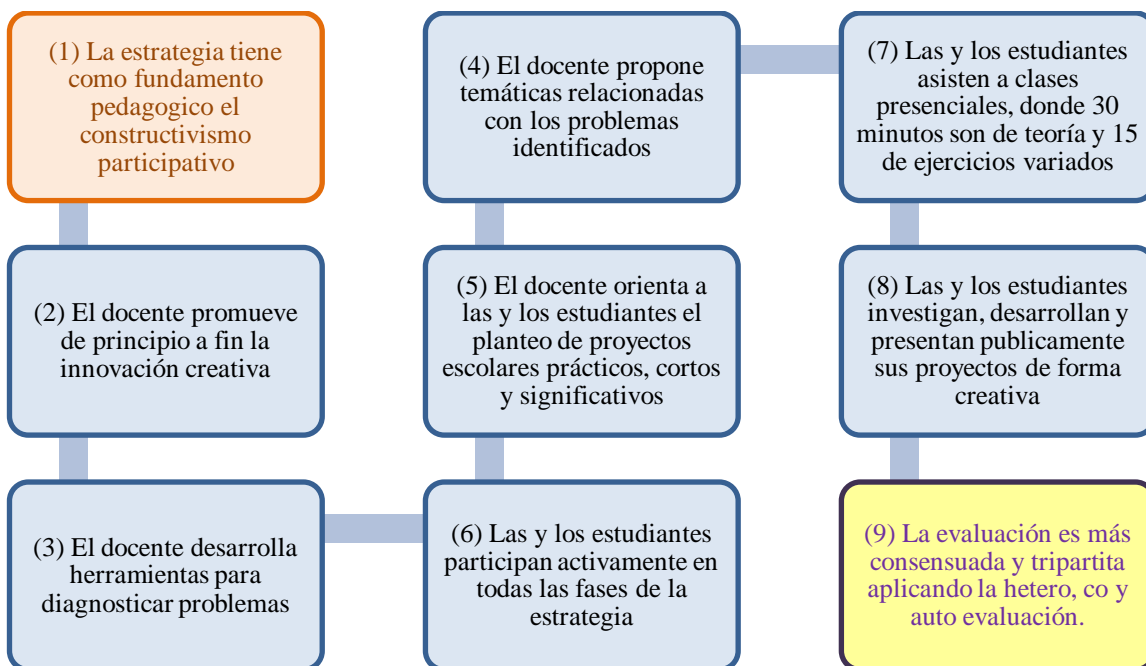 (1) La estrategia tiene
como fundamento
pedagogico el
constructivismo
participativo
(2) El docente promueve
de principio a fin la
innovación creativa
(3) El docente desarrolla
herramientas para
diagnosticar problemas
(4) El docente propone
temáticas relacionadas
con los problemas
identificados
(5) El docente orienta a
las y los estudiantes el
planteo de proyectos
escolares prácticos, cortos
y significativos
(6) Las y los estudiantes
participan activamente en
todas las fases de la
estrategia
(7) Las y los estudiantes
asisten a clases
presenciales, donde 30
minutos son de teoría y 15
de ejercicios variados
(8) Las y los estudiantes
investigan, desarrollan y
presentan publicamente
sus proyectos de forma
creativa
(9) La evaluación es más
consensuada y tripartita
aplicando la hetero, co y
auto evaluación.